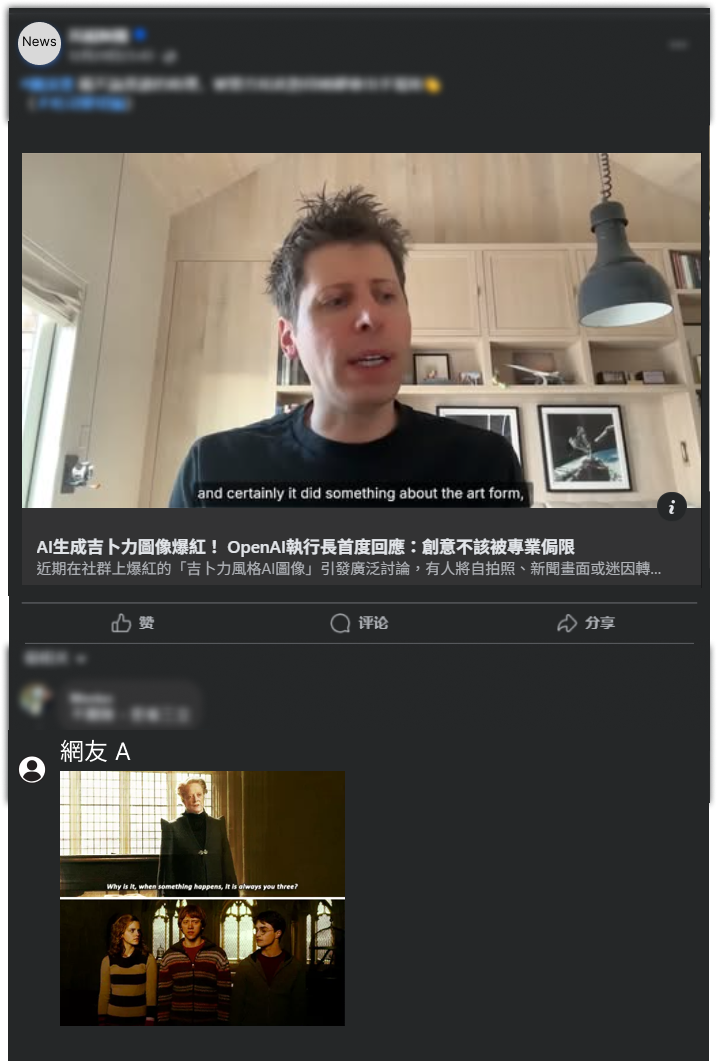 News
and certainly it did something about the art form,
AI生成吉卜力圖像爆紅！ OpenAI執行長首度回應：創意不該被專業侷限
近期在社群上爆紅的「吉卜力風格AI圖像」引發廣泛討論，有人將自拍照、新聞畫面或迷因轉...
赞 评论 分享
網友 A
Why is it, when something happens, it is always you three?